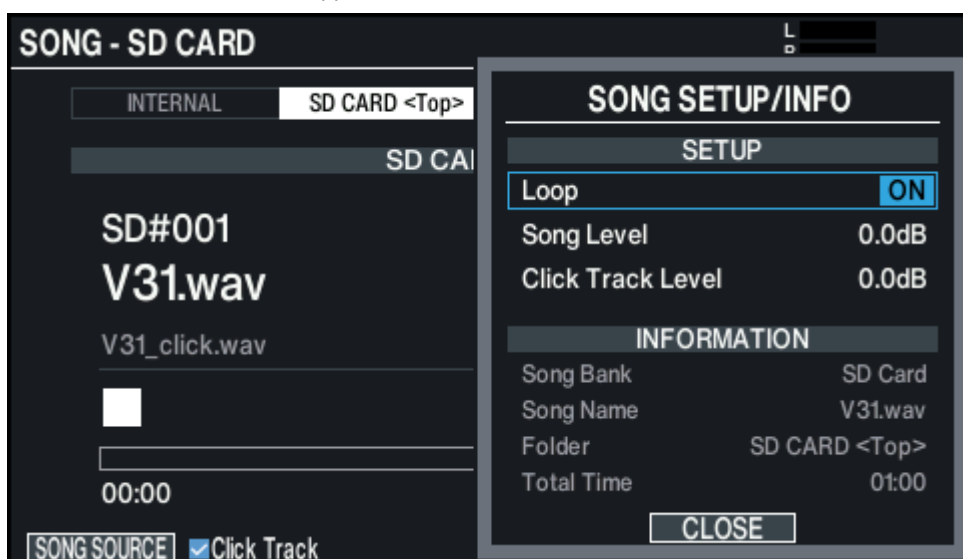 SONG - SD CARD
L
INTERNAL
SD CARD <Top>
SD CA
SD#001
V31.wav
V31_click.wav
00:00
SONG SOURCE
Click Track
SONG SETUP/INFO
SETUP
Loop ON
Song Level 0.0dB
Click Track Level 0.0dB
INFORMATION
Song Bank SD Card
Song Name V31.wav
Folder SD CARD <Top>
Total Time 01:00
CLOSE